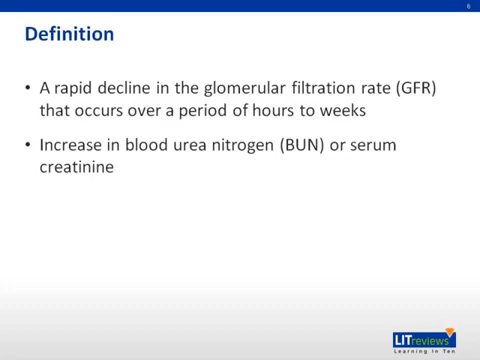 6
Definition
• A rapid decline in the glomerular filtration rate (GFR)
that occurs over a period of hours to weeks
• Increase in blood urea nitrogen (BUN) or serum
creatinine
LITreviews
Learning In Ten